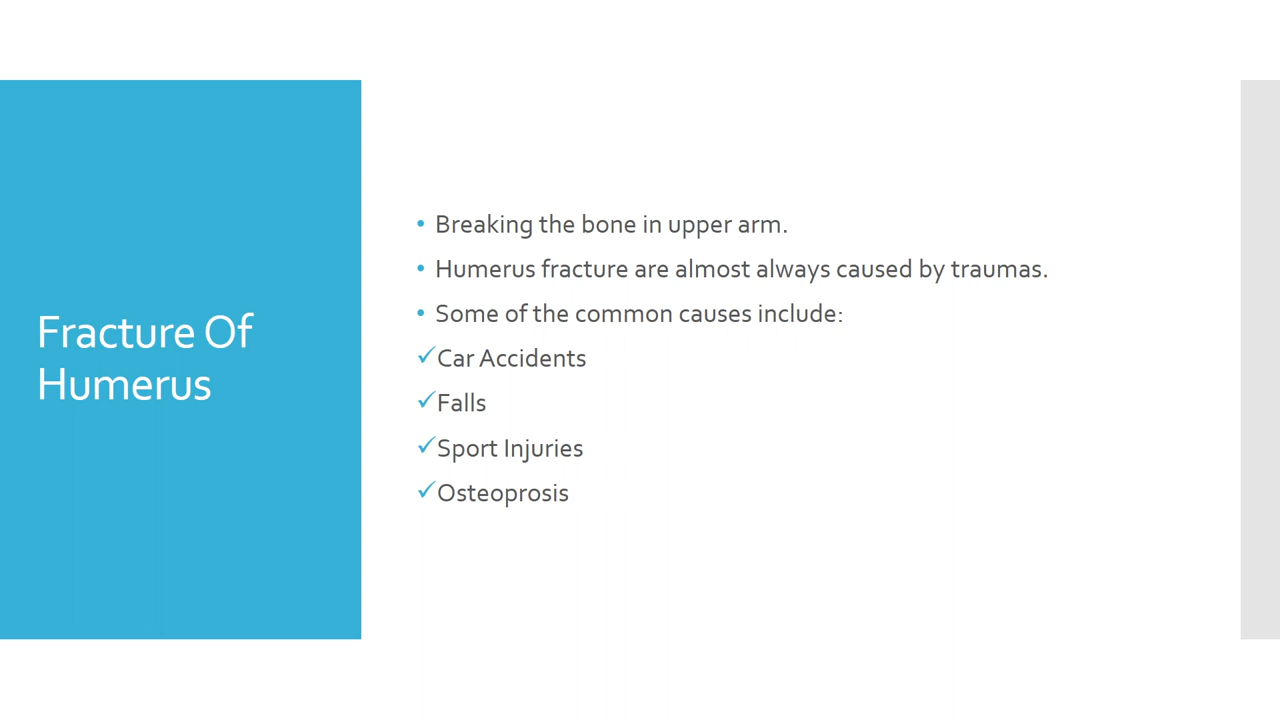 Fracture Of
Humerus
• Breaking the bone in upper arm.
• Humerus fracture are almost always caused by traumas.
• Some of the common causes include:
✓Car Accidents
✓Falls
✓Sport Injuries
✓Osteoprosis